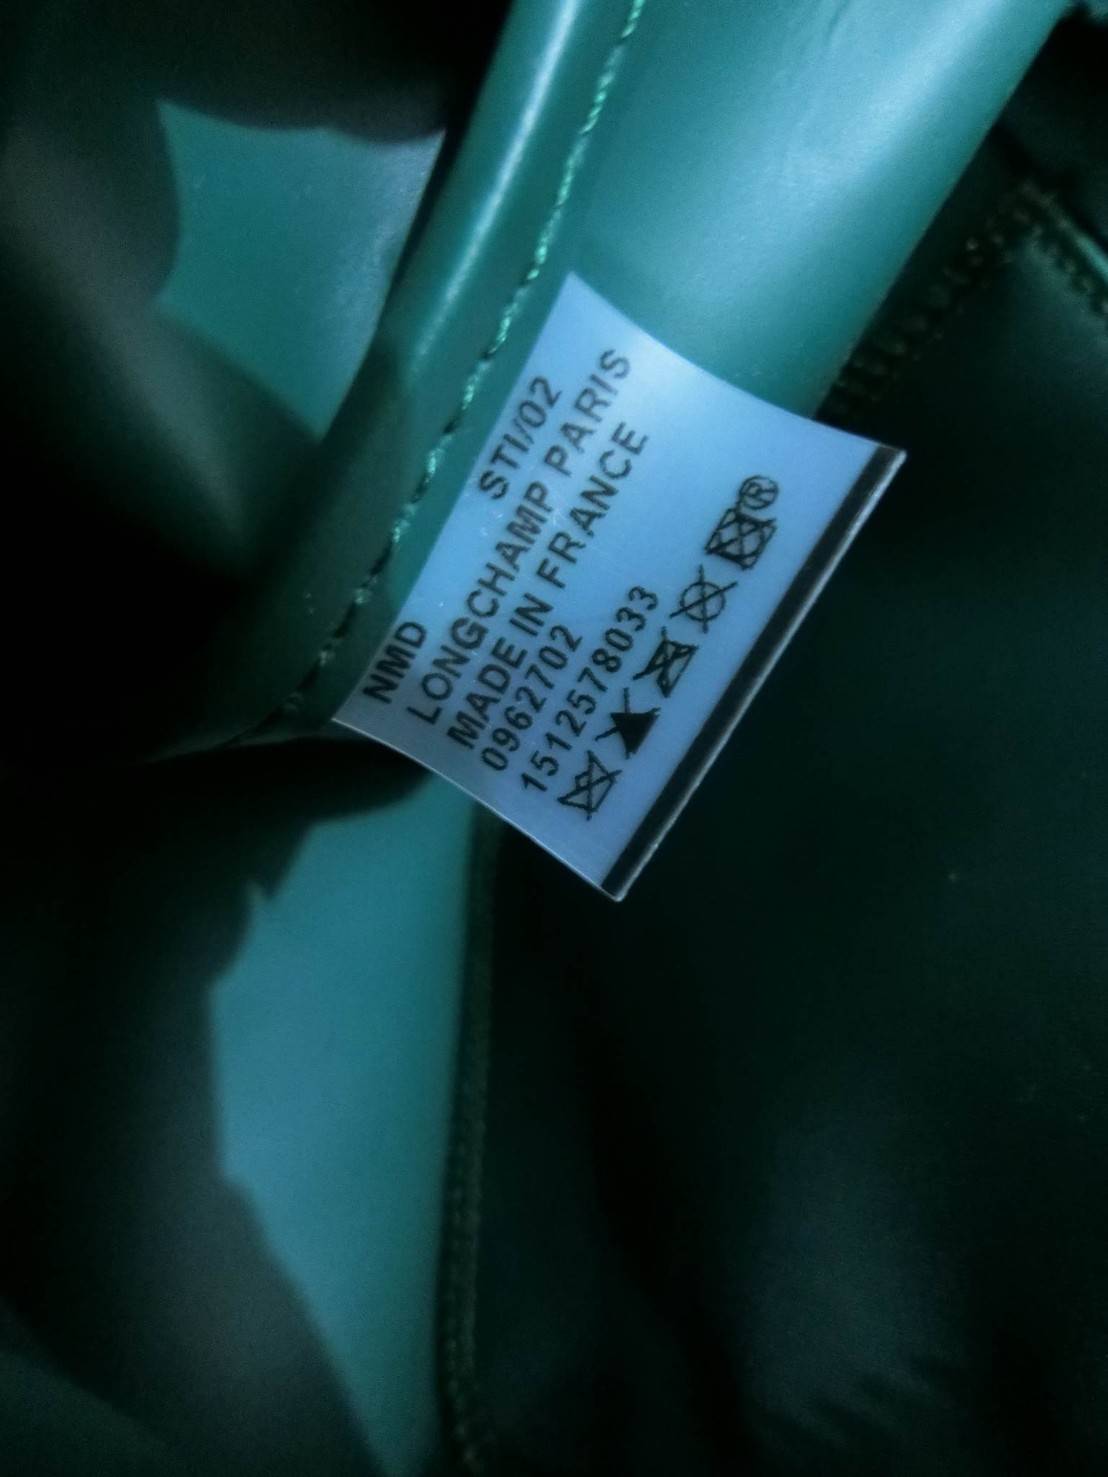 NMD STI/02
LONGCHAMP PARIS
MADE IN FRANCE
0962702
1512578033
®